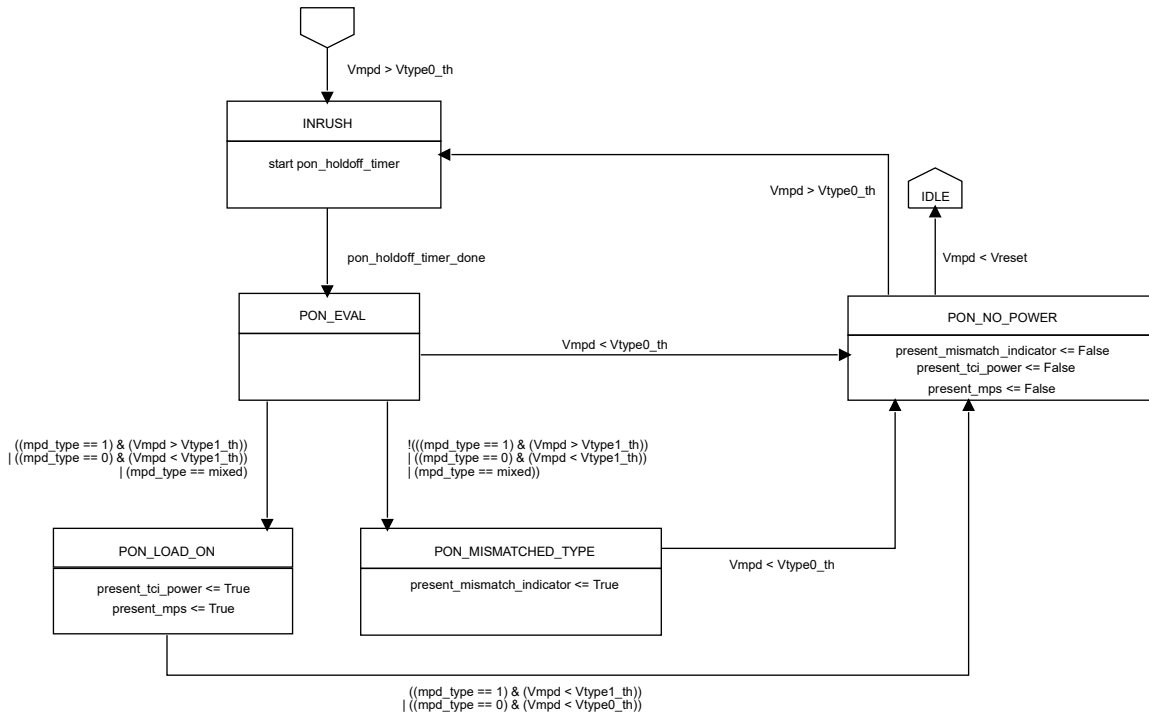 Vmpd > Vtype0_th
INRUSH
start pon_holdoff_timer
Vmpd > Vtype0_th
IDLE
Vmpd < Vreset
pon_holdoff_timer_done
PON_EVAL
PON_NO_POWER
present_mismatch_indicator <= False
present_tci_power <= False
present_mps <= False
Vmpd < Vtype0_th
((mpd_type == 1) & (Vmpd > Vtype1_th))
| ((mpd_type == 0) & (Vmpd < Vtype1_th))
| (mpd_type == mixed)
!(((mpd_type == 1) & (Vmpd > Vtype1_th))
| ((mpd_type == 0) & (Vmpd < Vtype1_th))
| (mpd_type == mixed))
PON_LOAD_ON
present_tci_power <= True
present_mps <= True
PON_MISMATCHED_TYPE
present_mismatch_indicator <= True
Vmpd < Vtype0_th
((mpd_type == 1) & (Vmpd < Vtype1_th))
| ((mpd_type == 0) & (Vmpd < Vtype0_th))